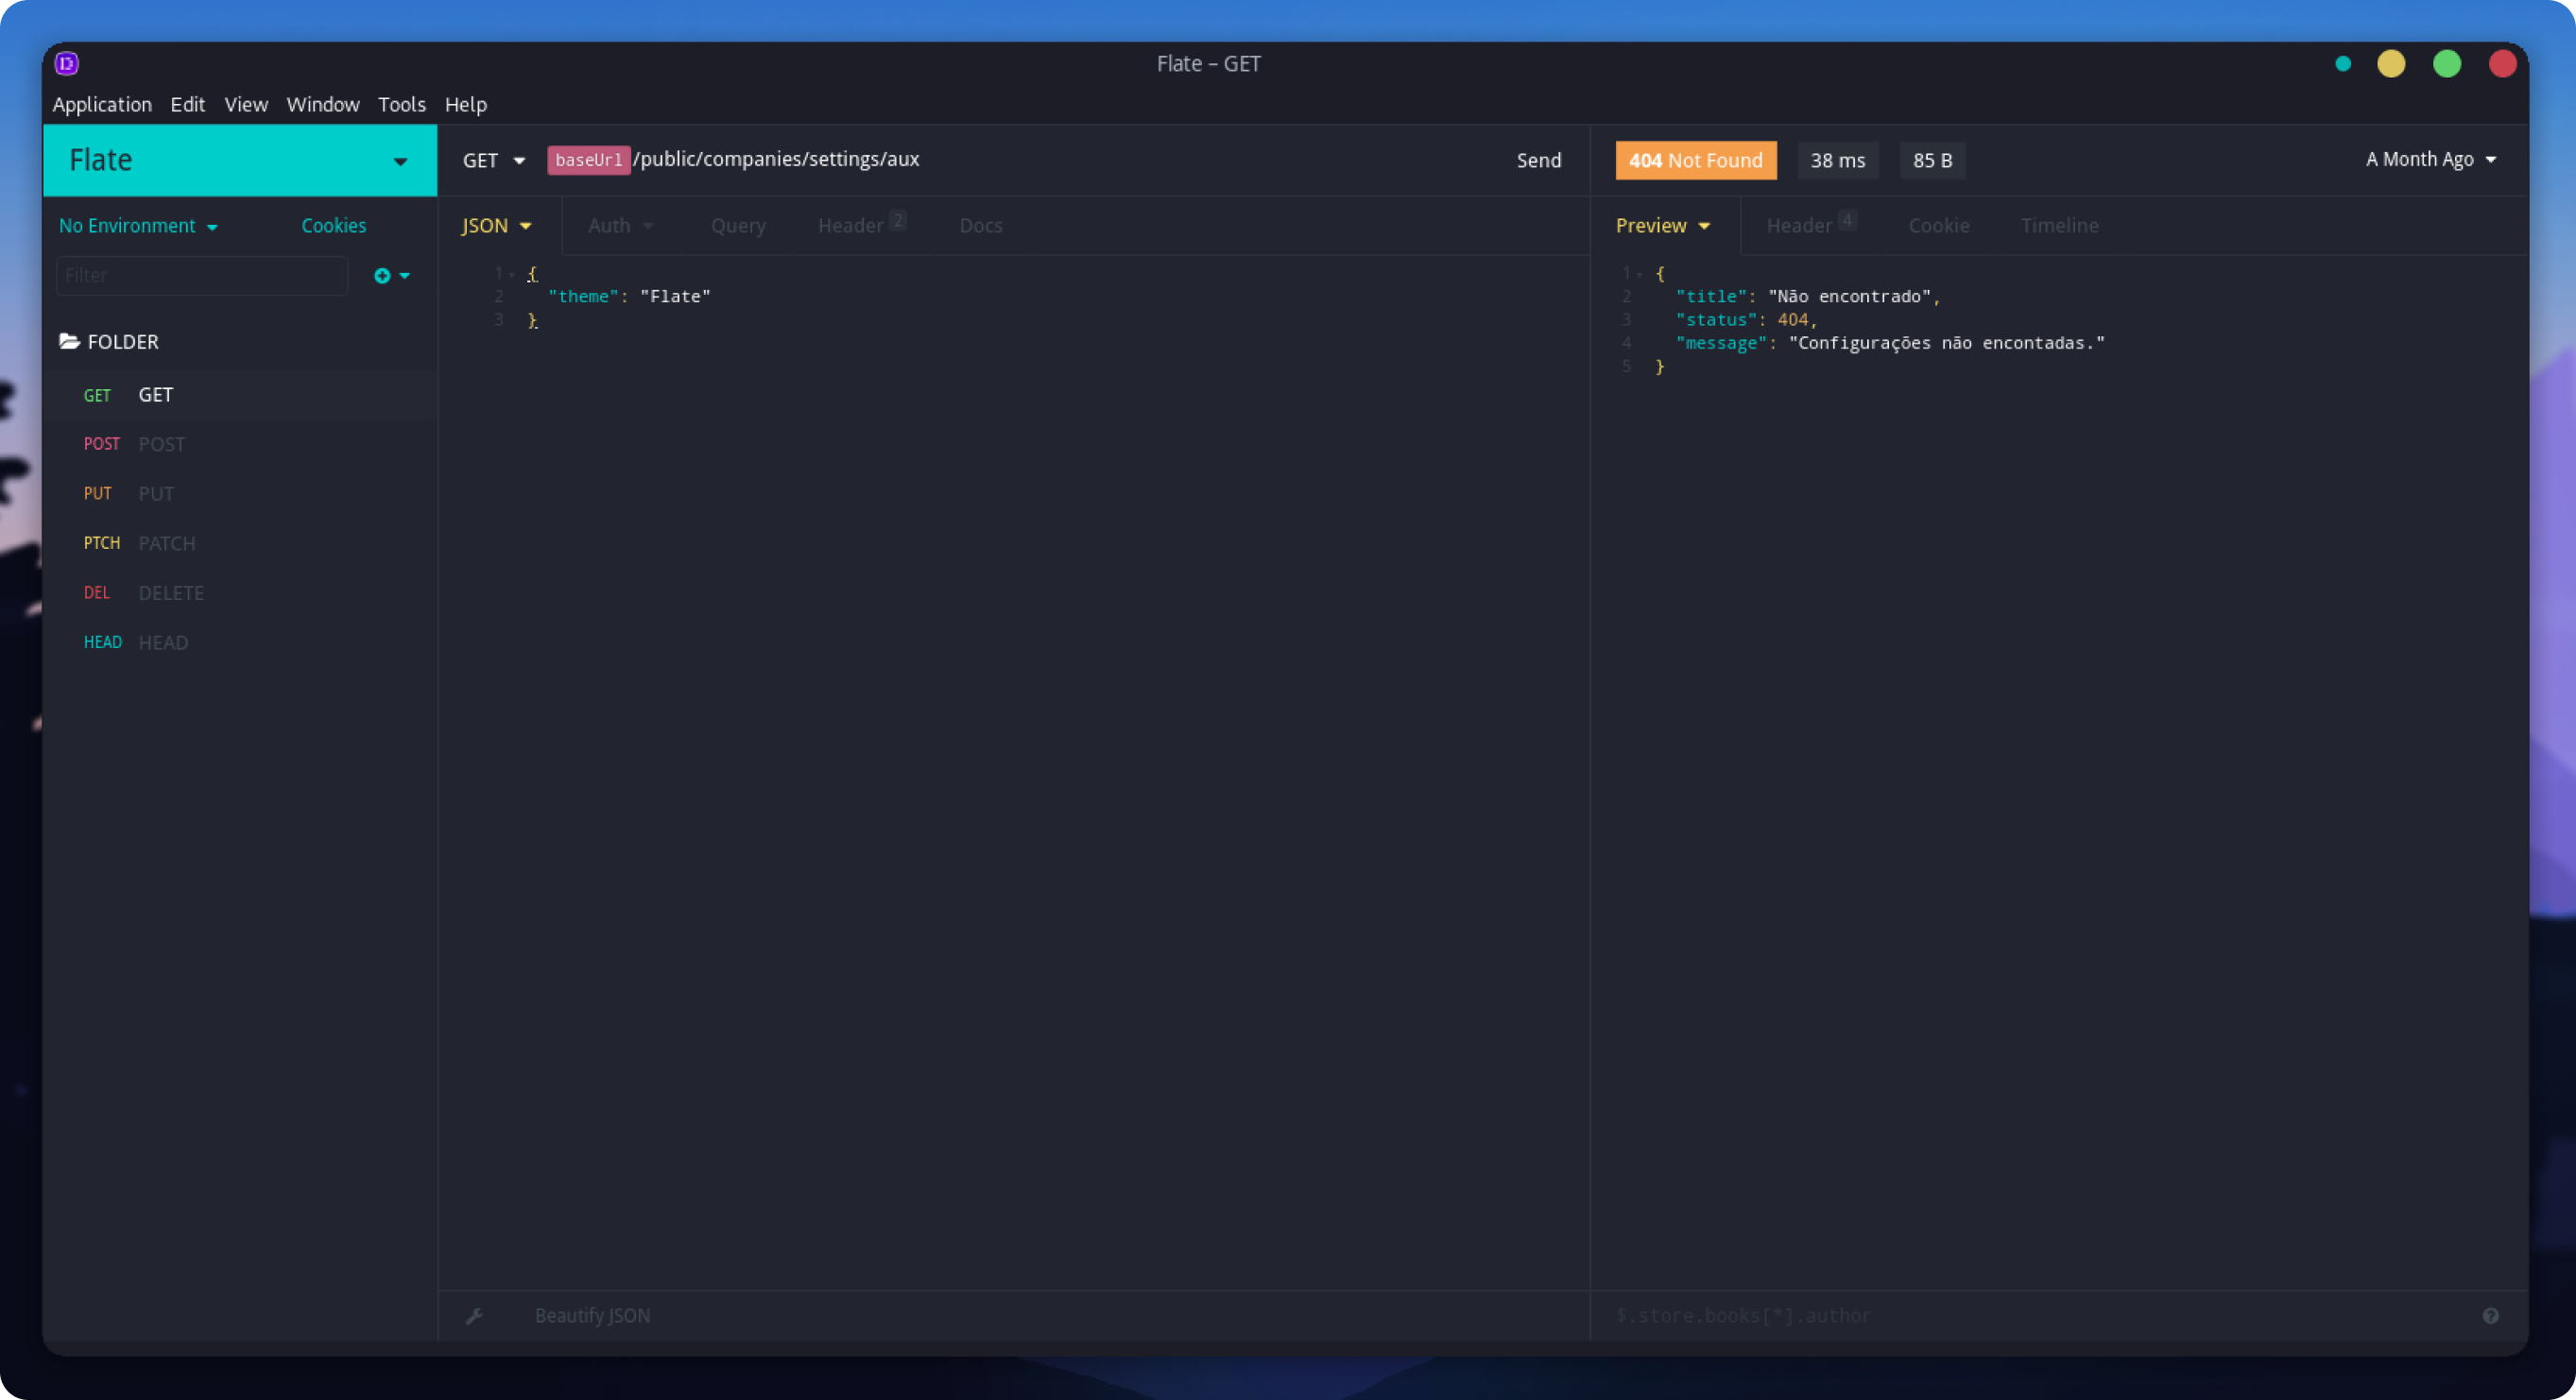 Flate – GET
Application Edit View Window Tools Help
Flate
No Environment Cookies
Filter
FOLDER
GET GET
POST POST
PUT PUT
PTCH PATCH
DEL DELETE
HEAD HEAD
GET baseUrl/public/companies/settings/aux Send
JSON Auth Query Header 2 Docs
1 {
2 "theme": "Flate"
3 }
Beautify JSON
404 Not Found 38 ms 85 B A Month Ago
Preview Header 4 Cookie Timeline
1 {
2 "title": "Não encontrado",
3 "status": 404,
4 "message": "Configurações não encontadas."
5 }
$.store.books[*].author